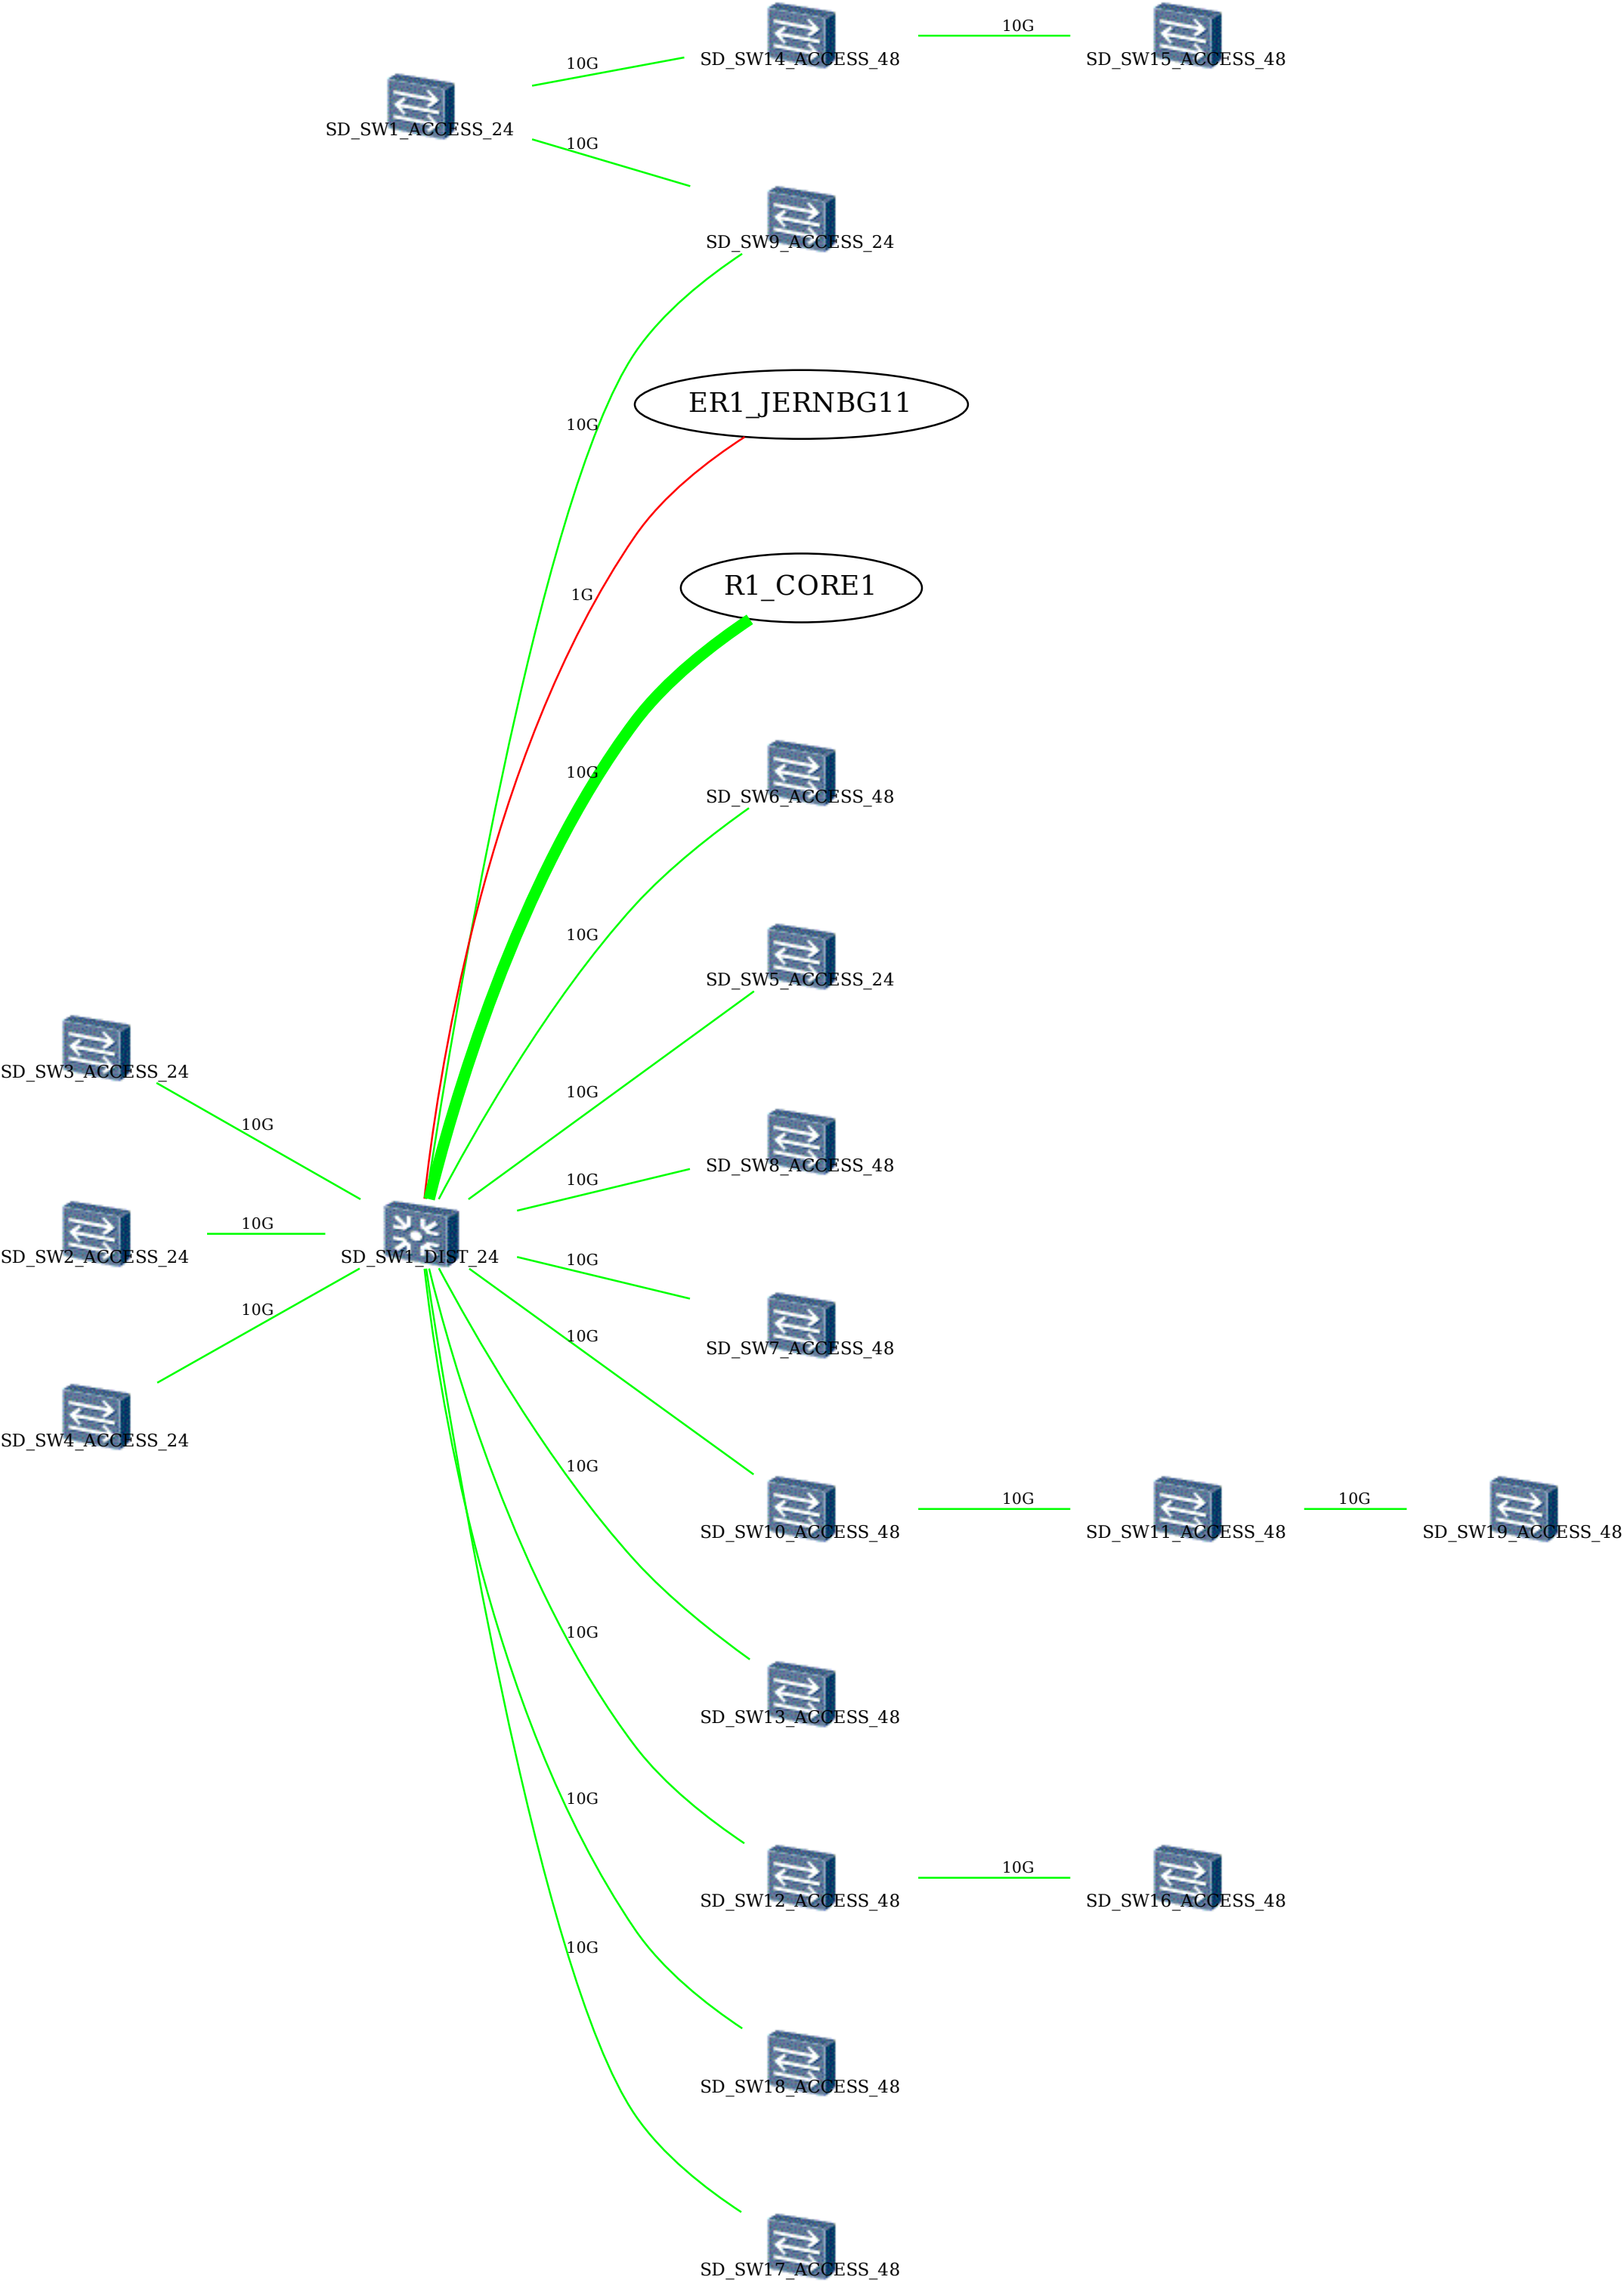 10G
SD_SW14_ACCESS_48
SD_SW15_ACCESS_48
10G
SD_SW1_ACCESS_24
10G
SD_SW9_ACCESS_24
ER1_JERNBG11
10G
R1_CORE1
1G
10G
SD_SW6_ACCESS_48
10G
SD_SW5_ACCESS_24
SD_SW3_ACCESS_24
10G
10G
SD_SW8_ACCESS_48
10G
10G
SD_SW2_ACCESS_24
SD_SW1_DIST_24
10G
10G
10G
SD_SW7_ACCESS_48
SD_SW4_ACCESS_24
10G
10G
10G
10G
SD_SW10_ACCESS_48
SD_SW11_ACCESS_48
SD_SW19_ACCESS_48
10G
SD_SW13_ACCESS_48
10G
10G
SD_SW12_ACCESS_48
SD_SW16_ACCESS_48
10G
SD_SW18_ACCESS_48
SD_SW17_ACCESS_48